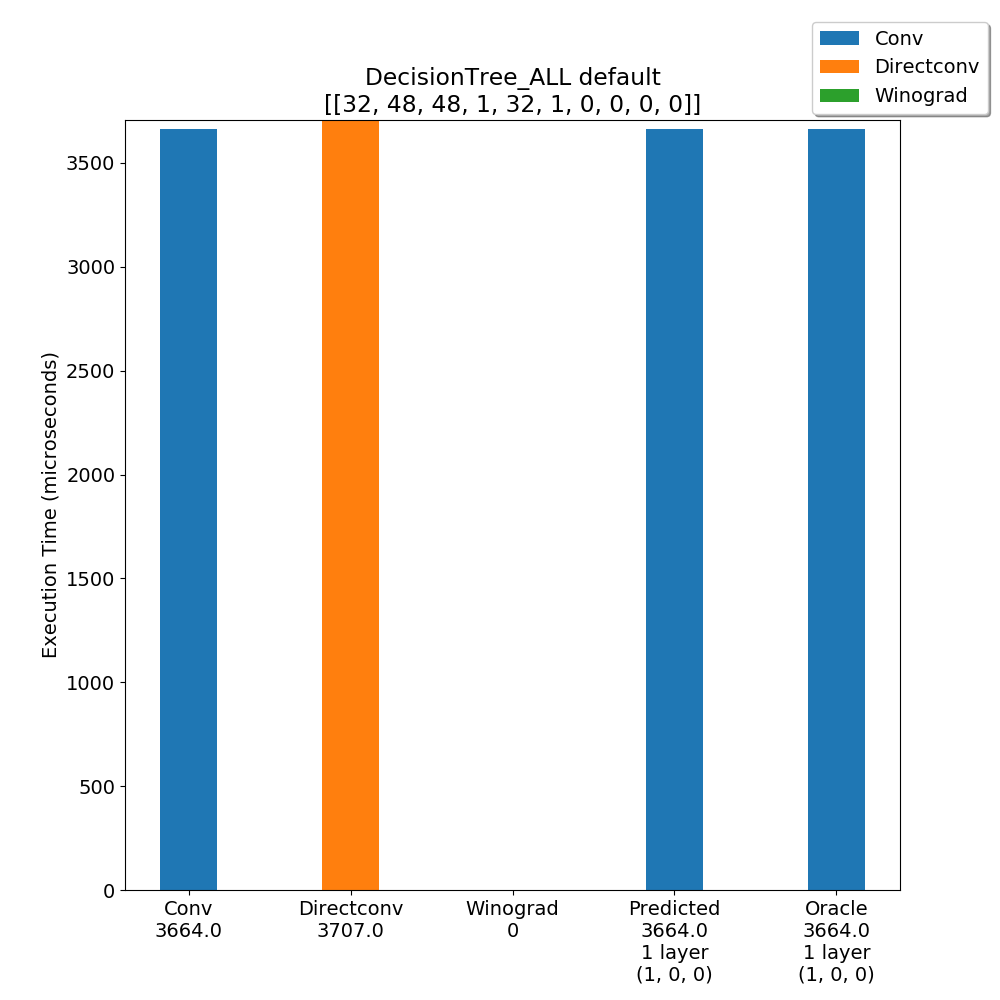 Conv
Directconv
Winograd
DecisionTree_ALL default
[[32, 48, 48, 1, 32, 1, 0, 0, 0, 0]]
Execution Time (microseconds)
3500
3000
2500
2000
1500
1000
500
0
Conv
3664.0
Directconv
3707.0
Winograd
0
Predicted
3664.0
1 layer
(1, 0, 0)
Oracle
3664.0
1 layer
(1, 0, 0)